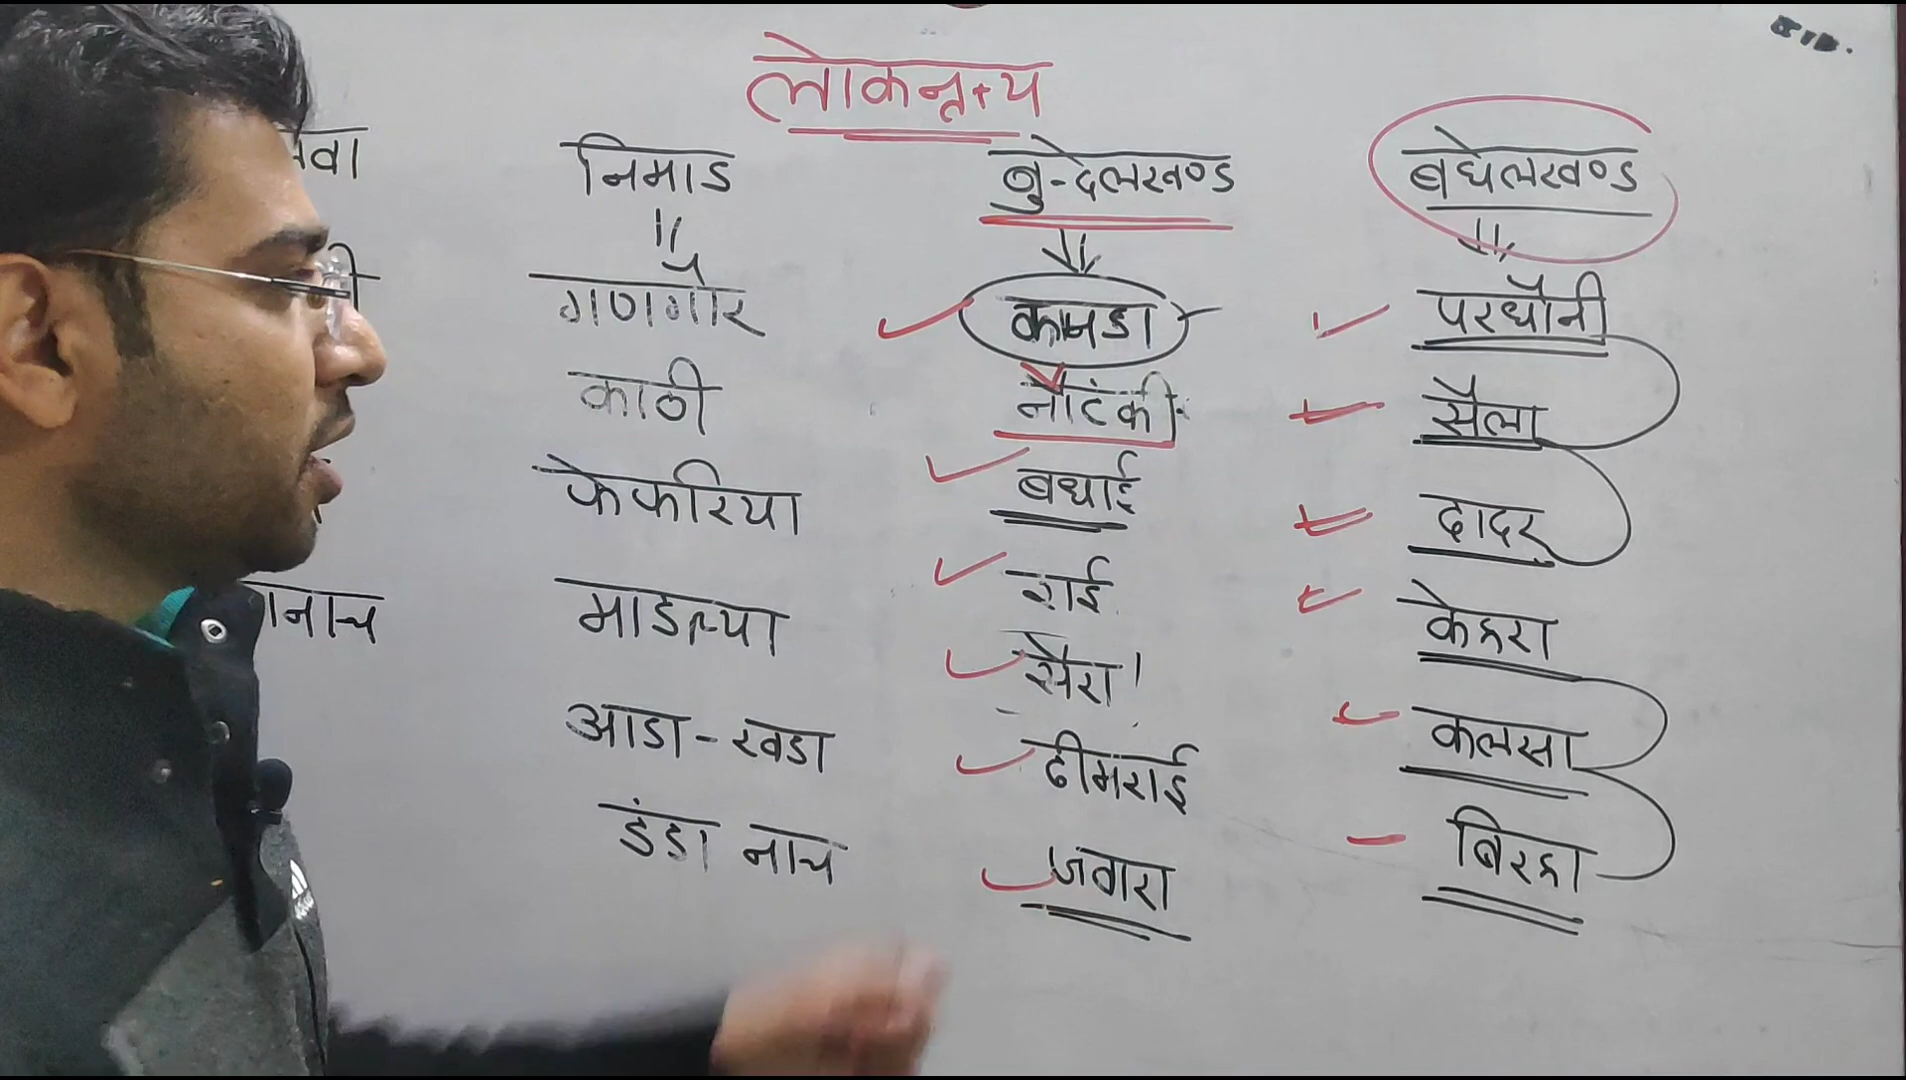 लोकनृत्य
निमाड
बुन्देलखण्ड
बघेलखण्ड
गणगौर
कानडा
परधौनी
काठी
नौटंकी
सैला
फेफरिया
बधाई
दादर
राई
नाच
माडल्या
सैरा
केहरा
आडा-खडा
ढीमराई
कलसा
डंडा नाच
जवारा
बिरहा